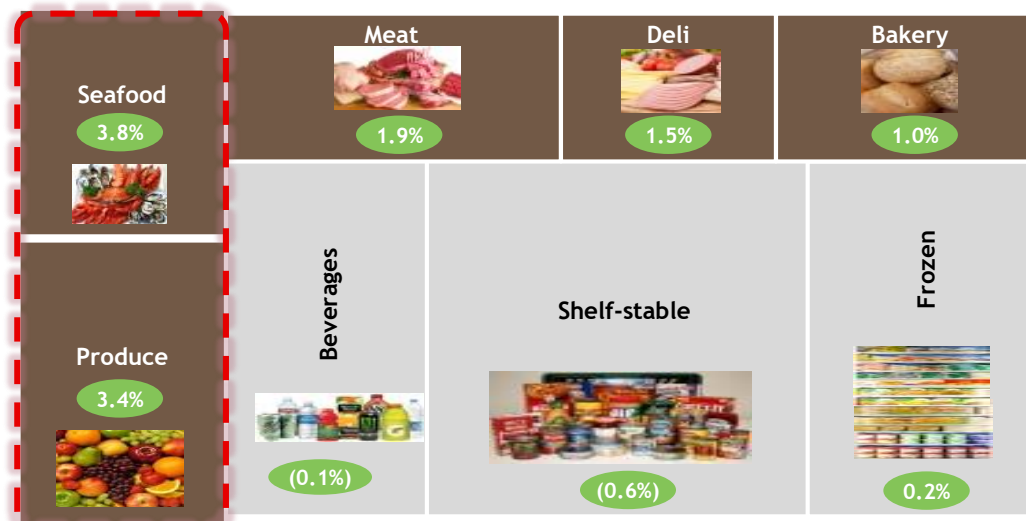 Seafood
3.8%
Produce
3.4%
Meat
1.9%
Deli
1.5%
Bakery
1.0%
Beverages
(0.1%)
Shelf-stable
(0.6%)
Frozen
0.2%